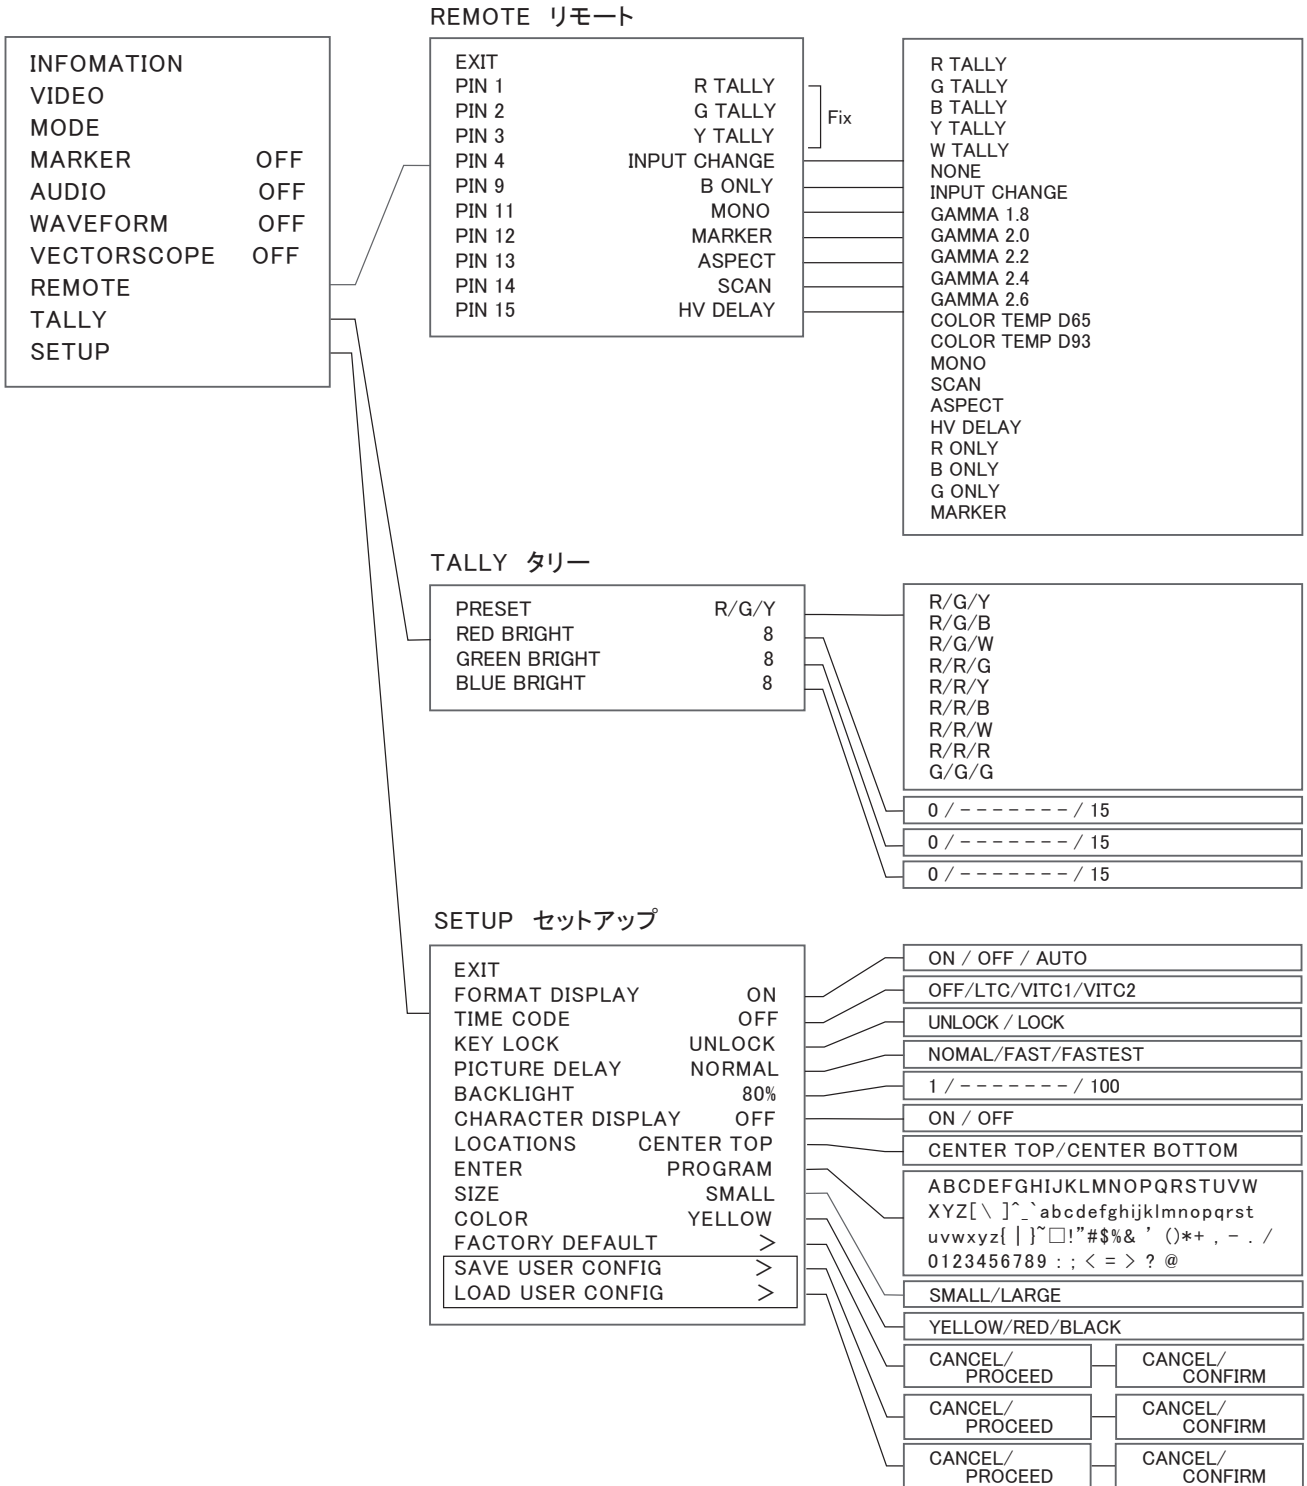 INFOMATION
VIDEO
MODE
MARKER OFF
AUDIO OFF
WAVEFORM OFF
VECTORSCOPE OFF
REMOTE
TALLY
SETUP
REMOTE リモート
EXIT
PIN 1 R TALLY
PIN 2 G TALLY
PIN 3 Y TALLY
PIN 4 INPUT CHANGE
PIN 9 B ONLY
PIN 11 MONO
PIN 12 MARKER
PIN 13 ASPECT
PIN 14 SCAN
PIN 15 HV DELAY
Fix
R TALLY
G TALLY
B TALLY
Y TALLY
W TALLY
NONE
INPUT CHANGE
GAMMA 1.8
GAMMA 2.0
GAMMA 2.2
GAMMA 2.4
GAMMA 2.6
COLOR TEMP D65
COLOR TEMP D93
MONO
SCAN
ASPECT
HV DELAY
R ONLY
B ONLY
G ONLY
MARKER
TALLY タリー
PRESET R/G/Y
RED BRIGHT 8
GREEN BRIGHT 8
BLUE BRIGHT 8
R/G/Y
R/G/B
R/G/W
R/R/G
R/R/Y
R/R/B
R/R/W
R/R/R
G/G/G
0 / - - - - - - - / 15
0 / - - - - - - - / 15
0 / - - - - - - - / 15
SETUP セットアップ
EXIT
FORMAT DISPLAY ON
TIME CODE OFF
KEY LOCK UNLOCK
PICTURE DELAY NORMAL
BACKLIGHT 80%
CHARACTER DISPLAY OFF
LOCATIONS CENTER TOP
ENTER PROGRAM
SIZE SMALL
COLOR YELLOW
FACTORY DEFAULT >
SAVE USER CONFIG >
LOAD USER CONFIG >
ON / OFF / AUTO
OFF/LTC/VITC1/VITC2
UNLOCK / LOCK
NOMAL/FAST/FASTEST
1 / - - - - - - - / 100
ON / OFF
CENTER TOP/CENTER BOTTOM
ABCDEFGHIJKLMNOPQRSTUVW
XYZ[ \ ]^_`abcdefghijklmnopqrst
uvwxyz{ | }~□!”#$%& ’ ()*+ , - . /
0123456789 : ; < = > ? @
SMALL/LARGE
YELLOW/RED/BLACK
CANCEL/
PROCEED
CANCEL/
CONFIRM
CANCEL/
PROCEED
CANCEL/
CONFIRM
CANCEL/
PROCEED
CANCEL/
CONFIRM